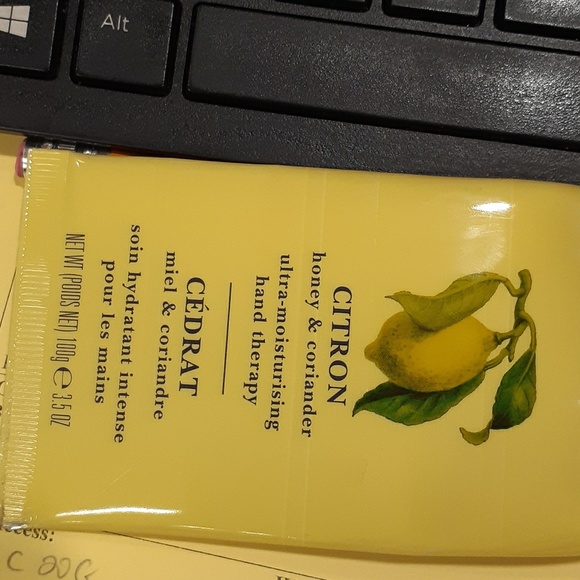 Alt
CITRON
honey & coriander
ultra-moisturising
hand therapy
CÉDRAT
miel & coriandre
soin hydratant intense
pour les mains
NET WT (POIDS NET) 100g e 3.5 OZ